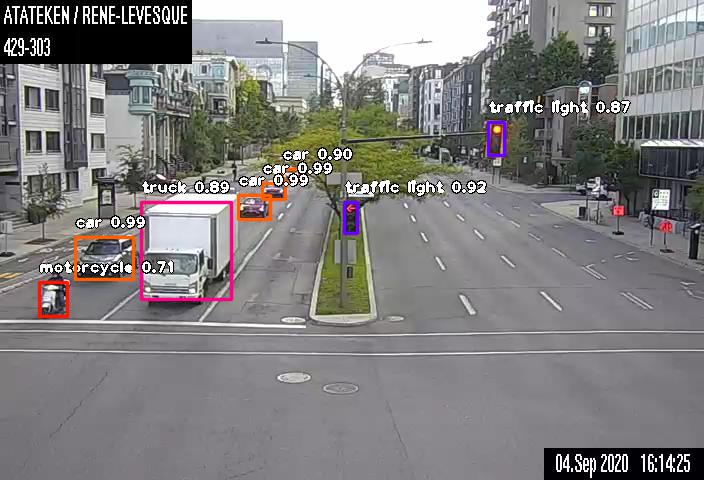 ATATEKEN / RENE-LEVESQUE
429-303
traffic light 0.87
car 0.90
car 0.99
car 0.99
truck 0.89
traffic light 0.92
car 0.99
motorcycle 0.71
04.Sep 2020 16:14:25